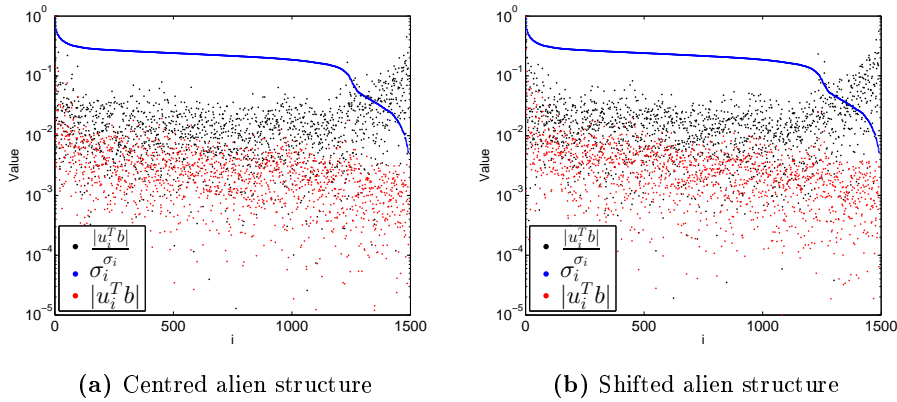 10^0
10^{-1}
10^{-2}
10^{-3}
10^{-4}
10^{-5}
Value
|u_i^T b| / σ_i
σ_i
|u_i^T b|
0 500 1000 1500
i
(a) Centred alien structure
10^0
10^{-1}
10^{-2}
10^{-3}
10^{-4}
10^{-5}
Value
|u_i^T b| / σ_i
σ_i
|u_i^T b|
0 500 1000 1500
i
(b) Shifted alien structure